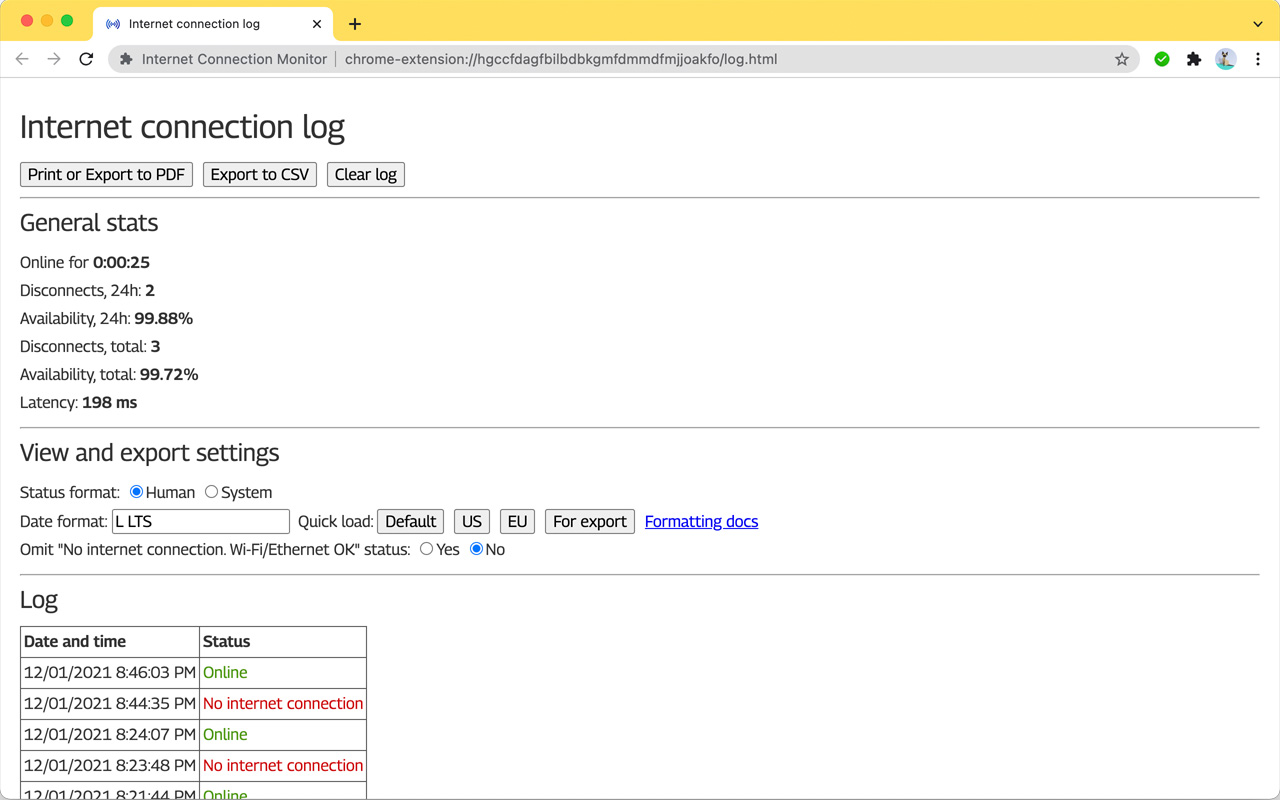 Internet connection log
Internet Connection Monitor | chrome-extension://hgccfdagfbilbdbkgmfdmmdfmjjoakfo/log.html
Internet connection log
Print or Export to PDF Export to CSV Clear log
General stats
Online for 0:00:25
Disconnects, 24h: 2
Availability, 24h: 99.88%
Disconnects, total: 3
Availability, total: 99.72%
Latency: 198 ms
View and export settings
Status format: Human System
Date format: L LTS Quick load: Default US EU For export Formatting docs
Omit "No internet connection. Wi-Fi/Ethernet OK" status: Yes No
Log
Date and time Status
12/01/2021 8:46:03 PM Online
12/01/2021 8:44:35 PM No internet connection
12/01/2021 8:24:07 PM Online
12/01/2021 8:23:48 PM No internet connection
12/01/2021 8:21:44 PM Online